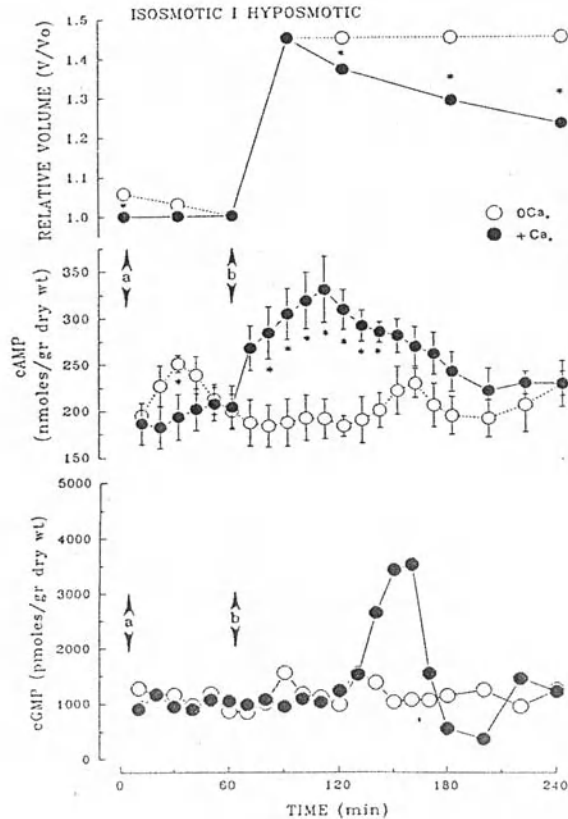 ISOSMOTIC I HYPOSMOTIC
RELATIVE VOLUME (V/Vo)
1.5
1.4
1.3
1.2
1.1
1.0
OCaₑ
+Caₑ
a
b
cAMP
(nmoles/gr dry wt)
350
300
250
200
150
cGMP (pmoles/gr dry wt)
5000
4000
3000
2000
1000
0
a
b
0
60
120
180
240
TIME (min)